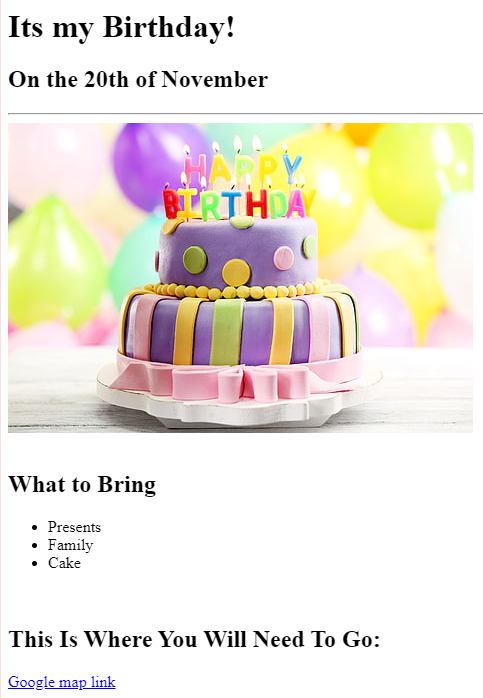 Its my Birthday!
On the 20th of November
HAPPY
BIRTHDAY
What to Bring
Presents
Family
Cake
This Is Where You Will Need To Go:
Google map link